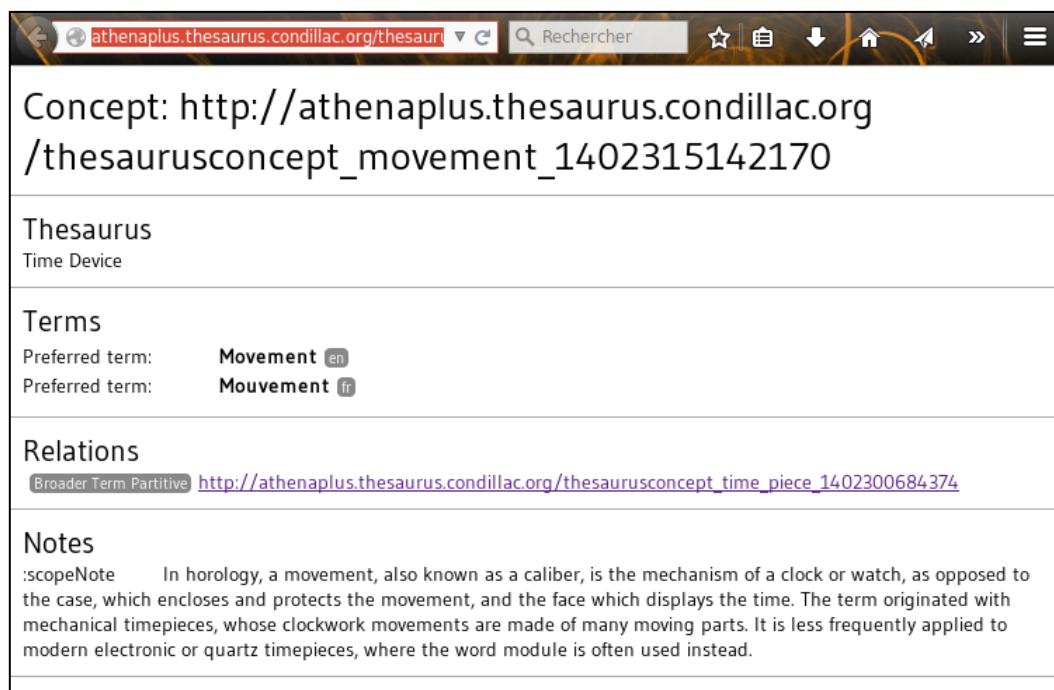 athenaplus.thesaurus.condillac.org/thesauru
Rechercher
Concept: http://athenaplus.thesaurus.condillac.org
/thesaurusconcept_movement_1402315142170
Thesaurus
Time Device
Terms
Preferred term: Movement en
Preferred term: Mouvement fr
Relations
Broader Term Partitive http://athenaplus.thesaurus.condillac.org/thesaurusconcept_time_piece_1402300684374
Notes
:scopeNote In horology, a movement, also known as a caliber, is the mechanism of a clock or watch, as opposed to
the case, which encloses and protects the movement, and the face which displays the time. The term originated with
mechanical timepieces, whose clockwork movements are made of many moving parts. It is less frequently applied to
modern electronic or quartz timepieces, where the word module is often used instead.